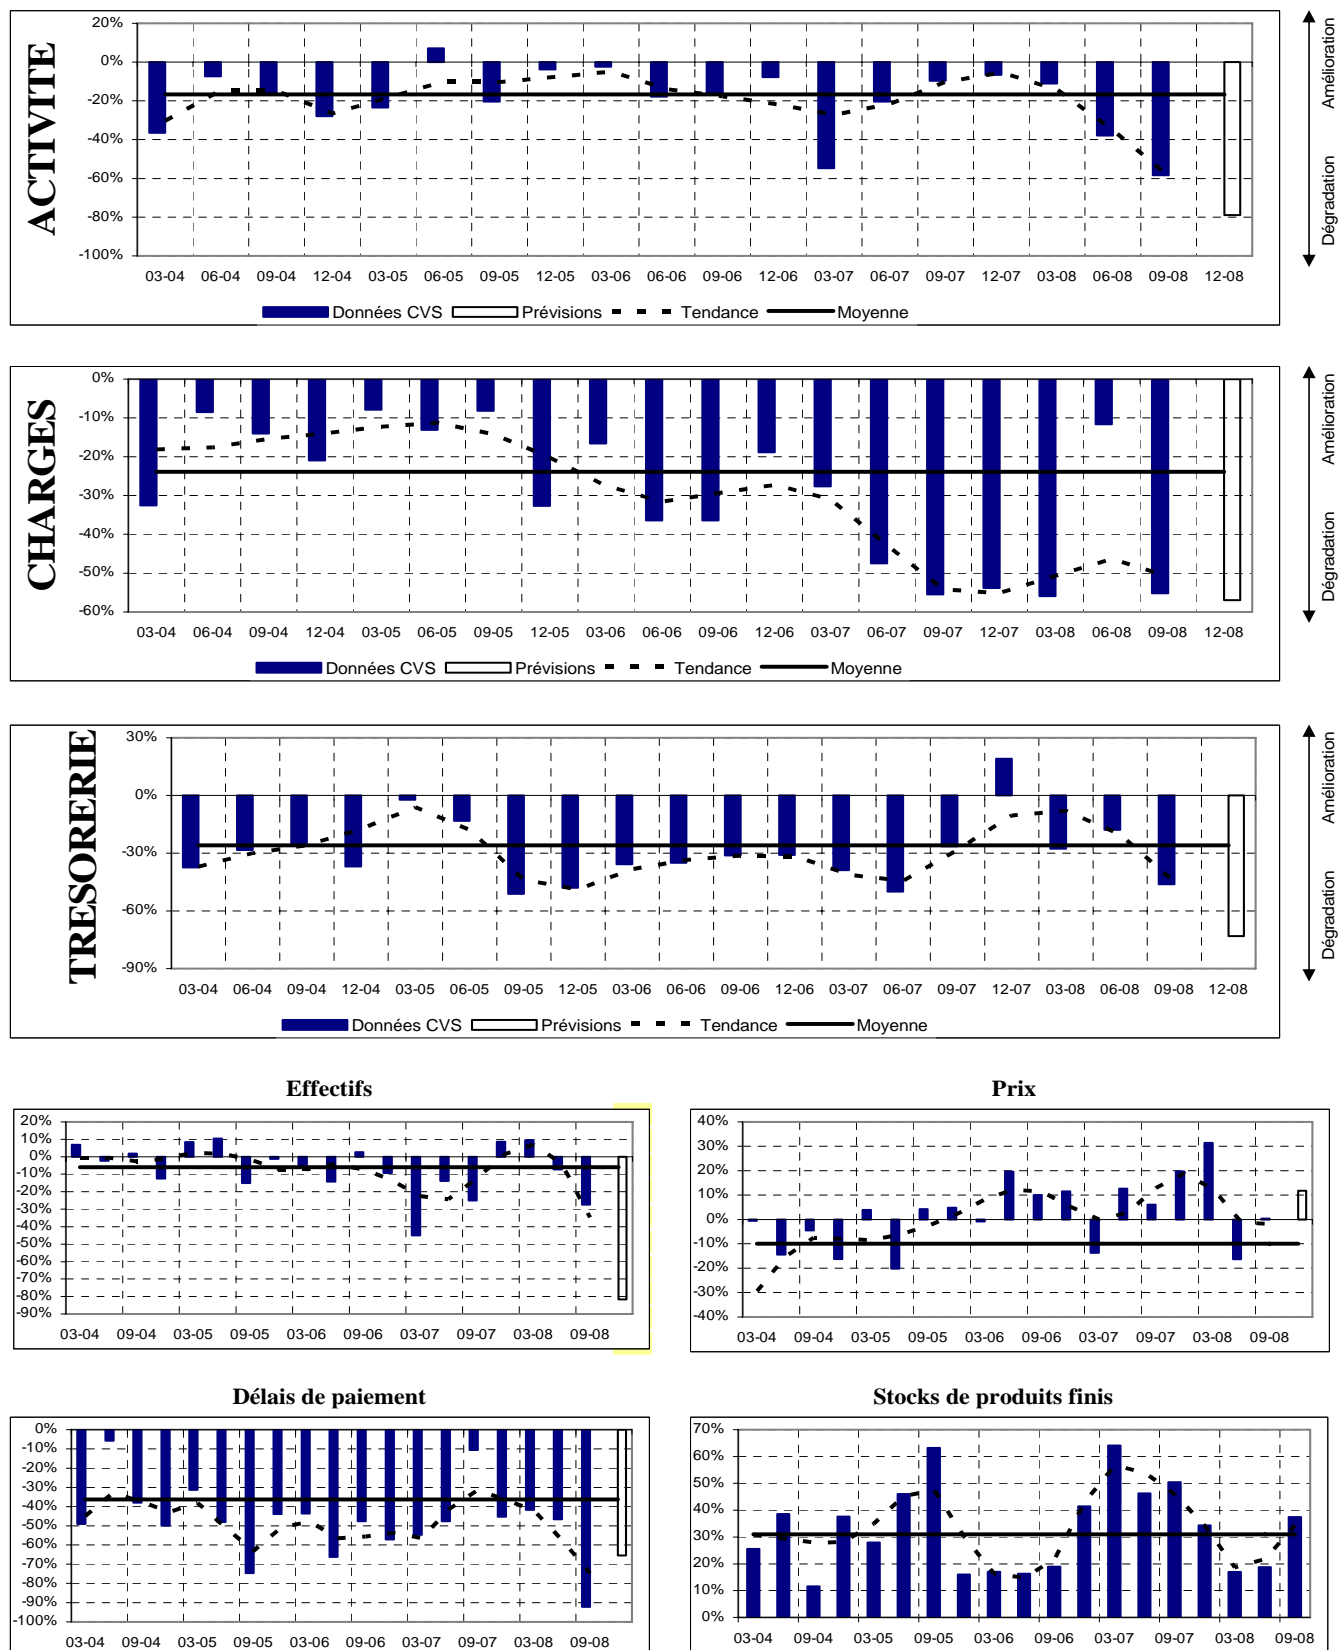 ACTIVITE
20%
0%
-20%
-40%
-60%
-80%
-100%
03-04 06-04 09-04 12-04 03-05 06-05 09-05 12-05 03-06 06-06 09-06 12-06 03-07 06-07 09-07 12-07 03-08 06-08 09-08 12-08
Données CVS Prévisions Tendance Moyenne
Amélioration
Dégradation
CHARGES
0%
-10%
-20%
-30%
-40%
-50%
-60%
03-04 06-04 09-04 12-04 03-05 06-05 09-05 12-05 03-06 06-06 09-06 12-06 03-07 06-07 09-07 12-07 03-08 06-08 09-08 12-08
Données CVS Prévisions Tendance Moyenne
Amélioration
Dégradation
TRESORERIE
30%
0%
-30%
-60%
-90%
03-04 06-04 09-04 12-04 03-05 06-05 09-05 12-05 03-06 06-06 09-06 12-06 03-07 06-07 09-07 12-07 03-08 06-08 09-08 12-08
Données CVS Prévisions Tendance Moyenne
Amélioration
Dégradation
Effectifs
20%
10%
0%
-10%
-20%
-30%
-40%
-50%
-60%
-70%
-80%
-90%
03-04 09-04 03-05 09-05 03-06 09-06 03-07 09-07 03-08 09-08
Prix
40%
30%
20%
10%
0%
-10%
-20%
-30%
-40%
03-04 09-04 03-05 09-05 03-06 09-06 03-07 09-07 03-08 09-08
Délais de paiement
0%
-10%
-20%
-30%
-40%
-50%
-60%
-70%
-80%
-90%
-100%
03-04 09-04 03-05 09-05 03-06 09-06 03-07 09-07 03-08 09-08
Stocks de produits finis
70%
60%
50%
40%
30%
20%
10%
0%
03-04 09-04 03-05 09-05 03-06 09-06 03-07 09-07 03-08 09-08